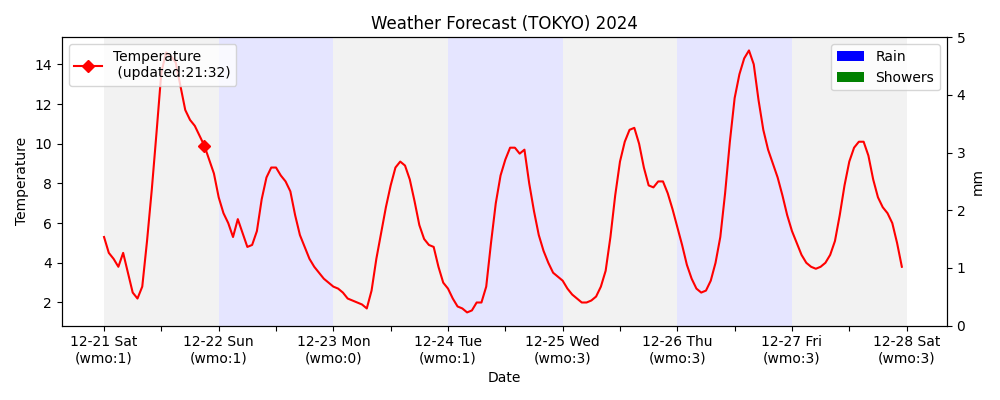 Weather Forecast (TOKYO) 2024
Temperature
(updated:21:32)
Rain
Showers
Temperature
14
12
10
8
6
4
2
5
4
3
2
1
0
mm
12-21 Sat
(wmo:1)
12-22 Sun
(wmo:1)
12-23 Mon
(wmo:0)
12-24 Tue
(wmo:1)
12-25 Wed
(wmo:3)
12-26 Thu
(wmo:3)
12-27 Fri
(wmo:3)
12-28 Sat
(wmo:3)
Date